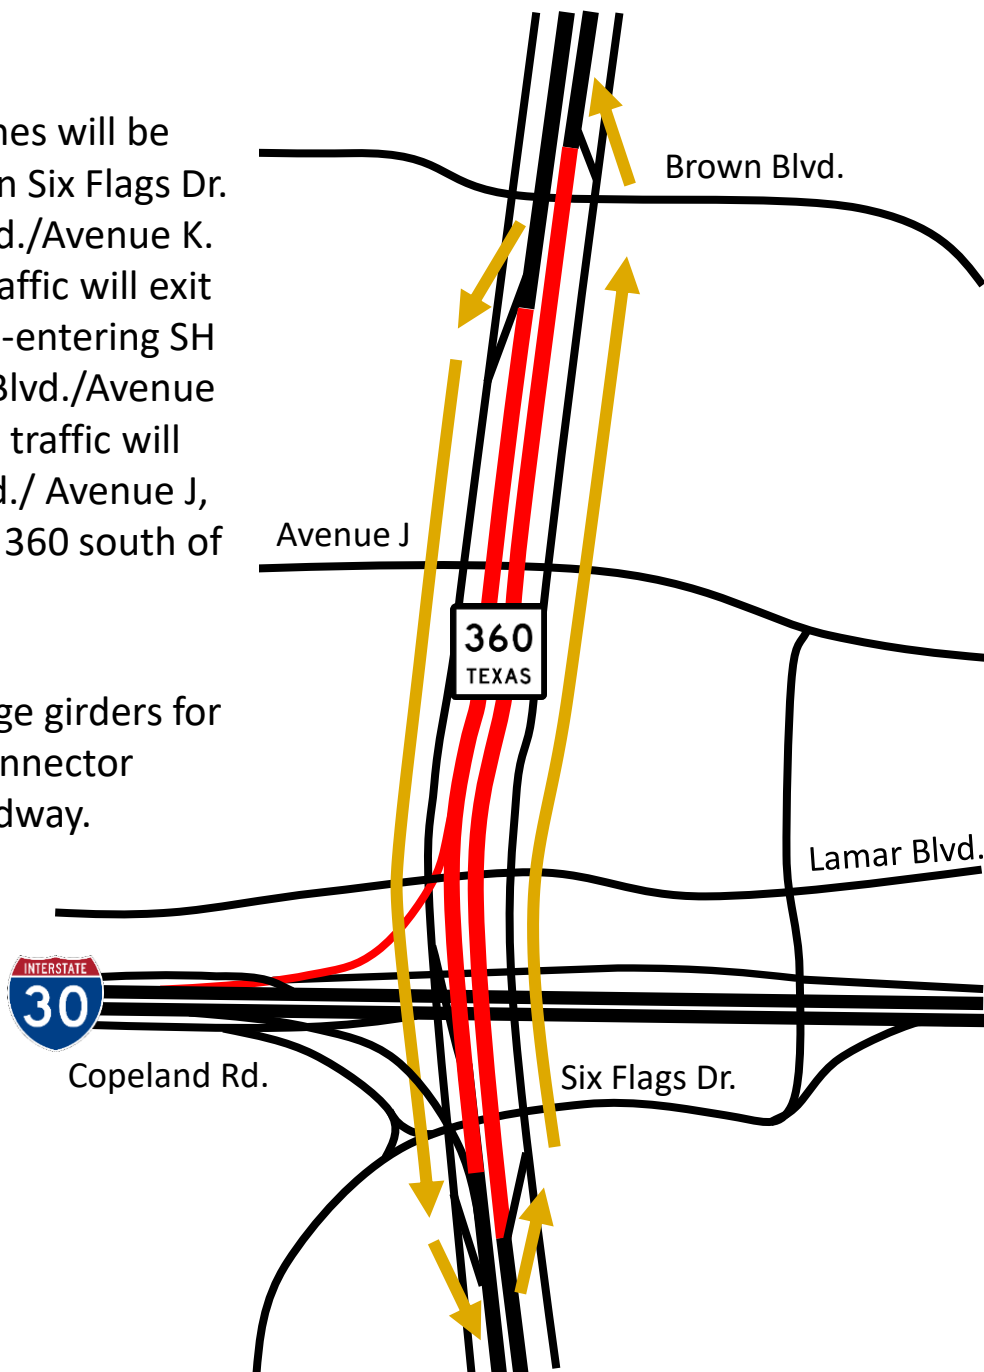 nes will be
n Six Flags Dr.
d./Avenue K.
affic will exit
-entering SH
Blvd./Avenue
traffic will
d./ Avenue J,
360 south of
ge girders for
nnector
dway.
Brown Blvd.
Avenue J
360
TEXAS
Lamar Blvd.
INTERSTATE
30
Copeland Rd.
Six Flags Dr.